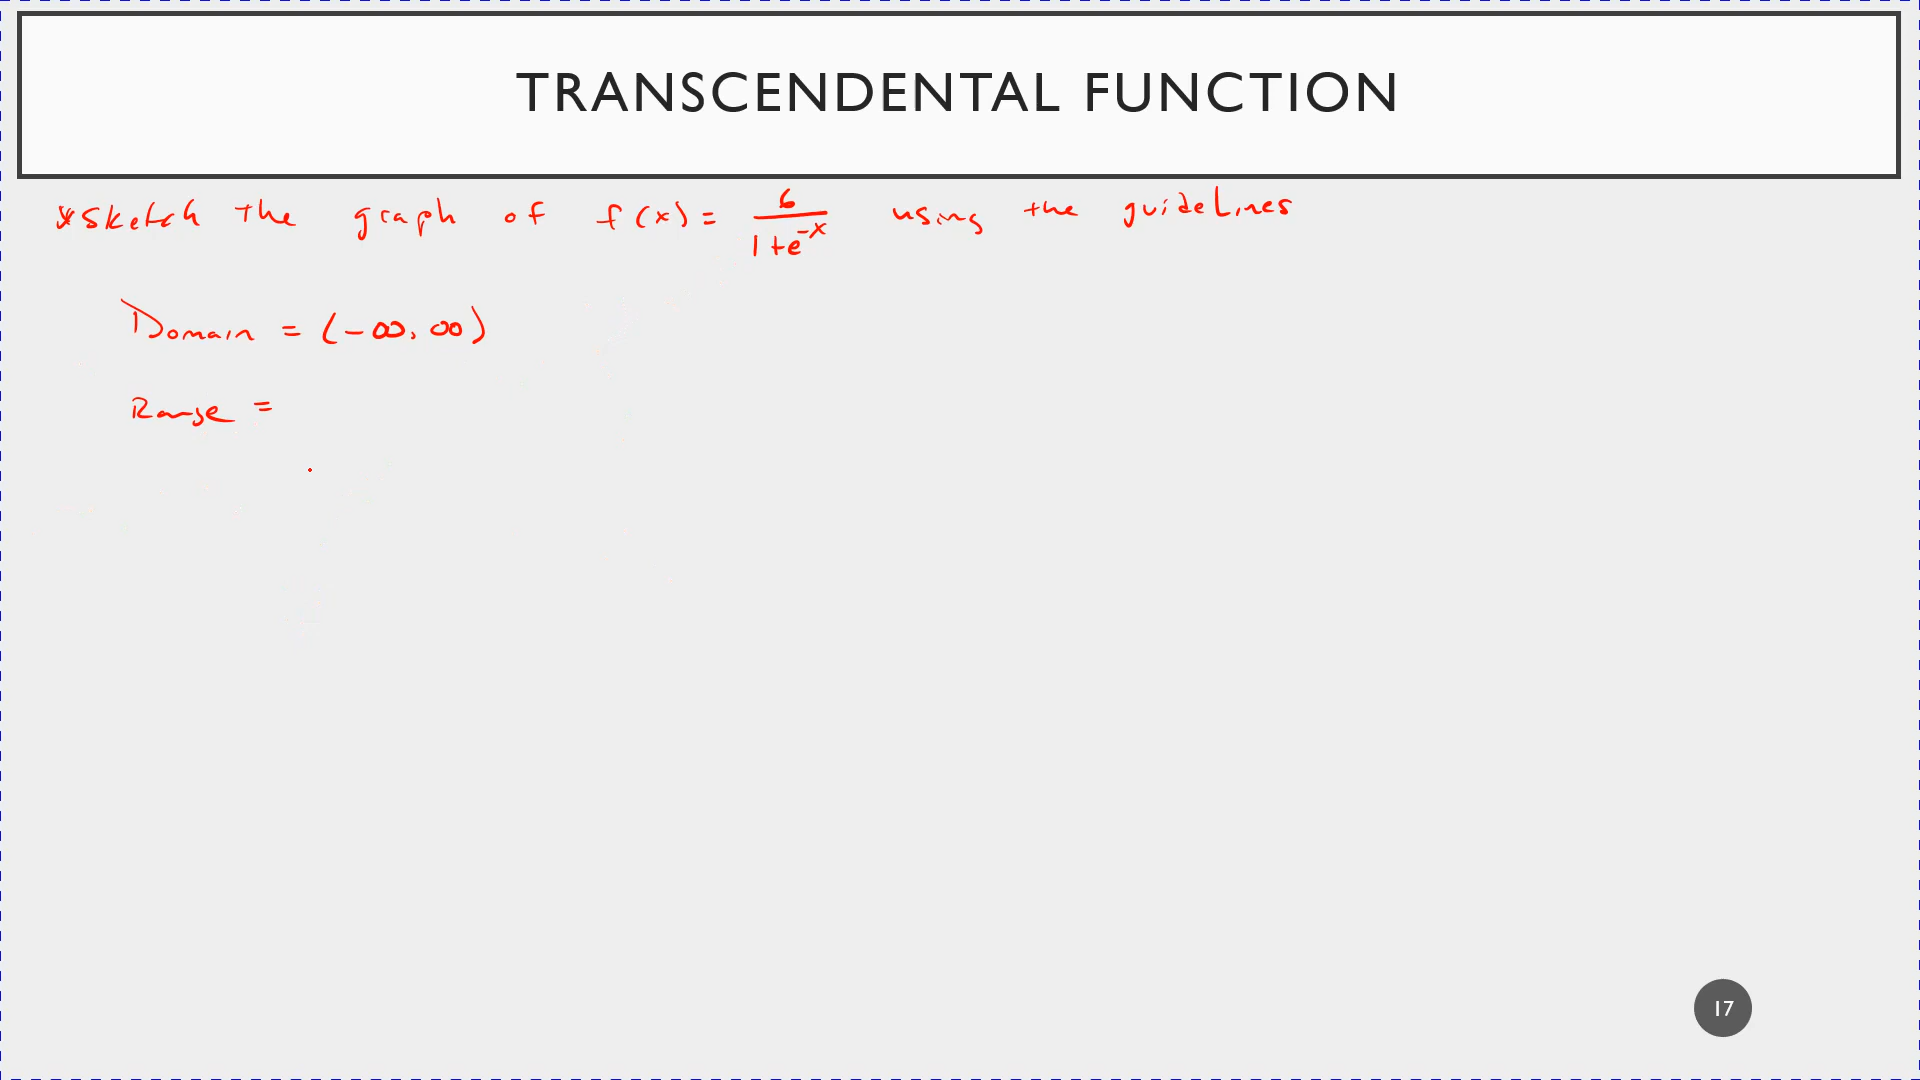 TRANSCENDENTAL FUNCTION
*Sketch the graph of f(x) = 6/(1+e^-x) using the guideLines
Domain = (-∞, ∞)
Range =
17